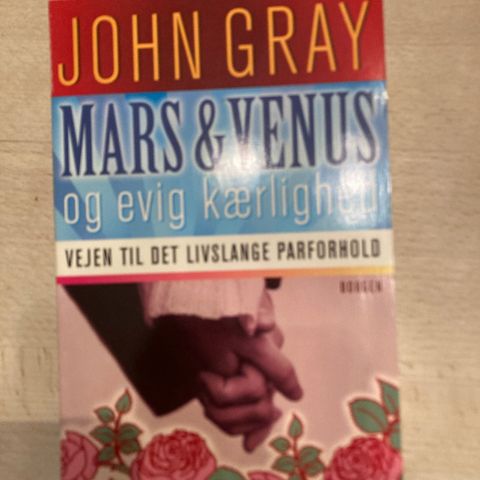 JOHN GRAY
MARS & VENUS
og evig kærlighed
VEJEN TIL DET LIVSLANGE PARFORHOLD
BORGEN